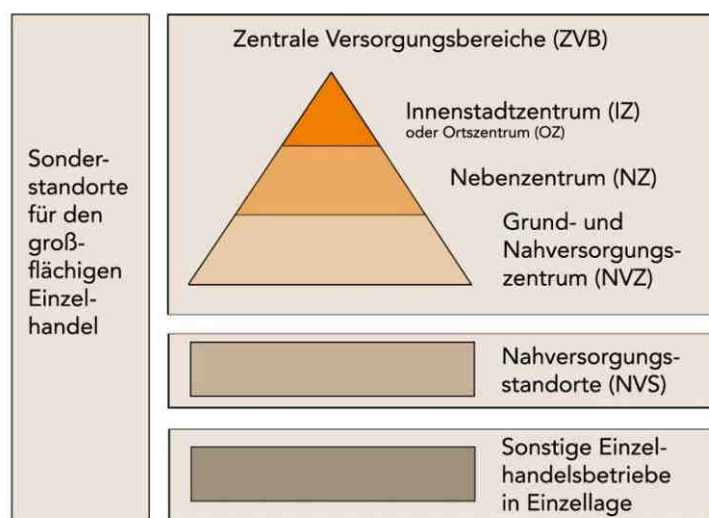 Sonder-
standorte
für den
groß-
flächigen
Einzel-
handel
Zentrale Versorgungsbereiche (ZVB)
Innenstadtzentrum (IZ)
oder Ortszentrum (OZ)
Nebenzentrum (NZ)
Grund- und
Nahversorgungs-
zentrum (NVZ)
Nahversorgungs-
standorte (NVS)
Sonstige Einzel-
handelsbetriebe
in Einzellage